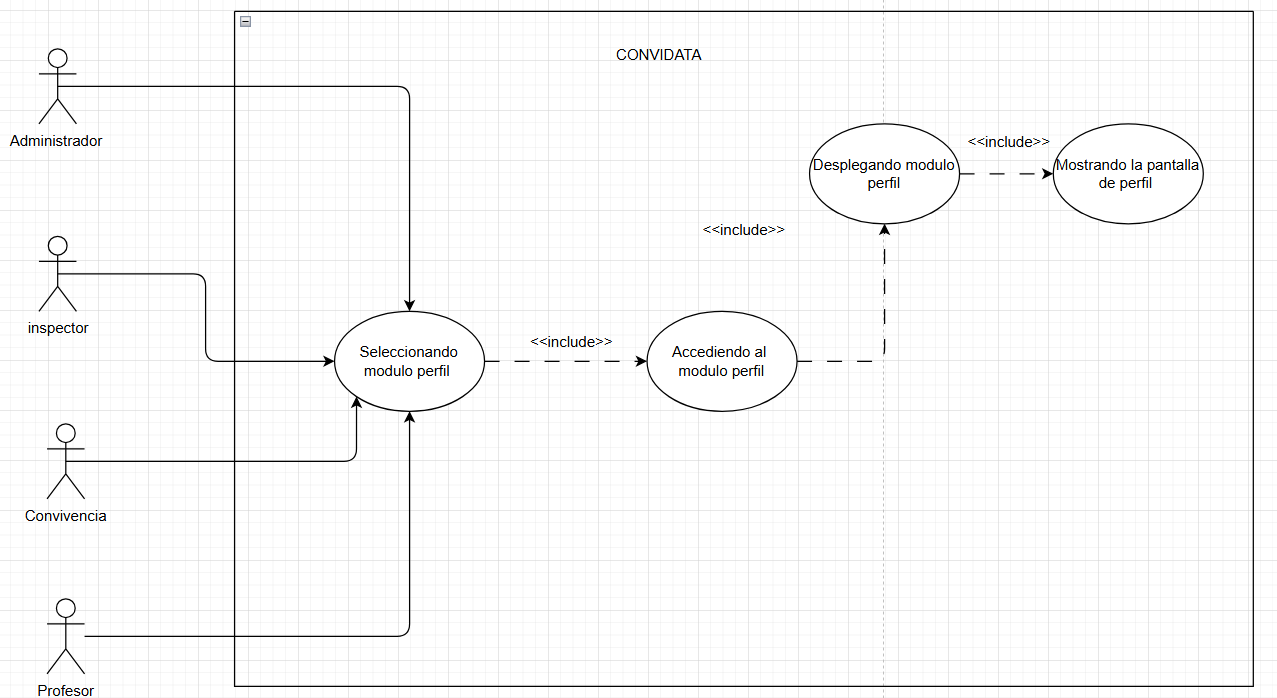 CONVIDATA
Administrador
inspector
Convivencia
Profesor
Seleccionando
modulo perfil
<<include>>
Accediendo al
modulo perfil
<<include>>
Desplegando modulo
perfil
<<include>>
Mostrando la pantalla
de perfil